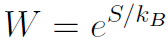 W = e^{S/k_B}